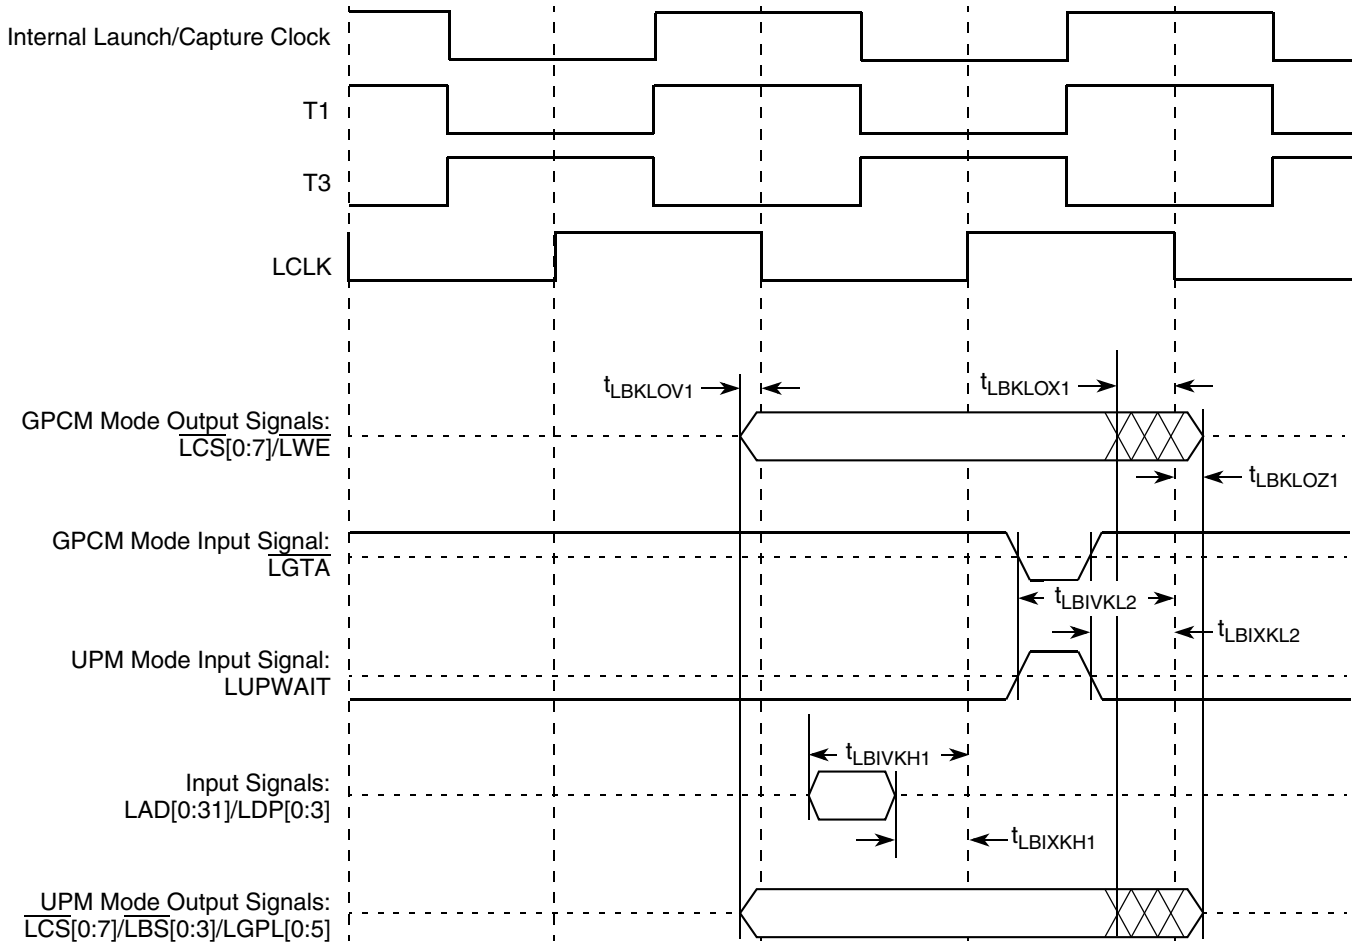 Internal Launch/Capture Clock
T1
T3
LCLK
tLBKLOV1
tLBKLOX1
GPCM Mode Output Signals:
LCS[0:7]/LWE
tLBKLOZ1
GPCM Mode Input Signal:
LGTA
tLBIVKL2
tLBIXKL2
UPM Mode Input Signal:
LUPWAIT
tLBIVKH1
Input Signals:
LAD[0:31]/LDP[0:3]
tLBIXKH1
UPM Mode Output Signals:
LCS[0:7]/LBS[0:3]/LGPL[0:5]